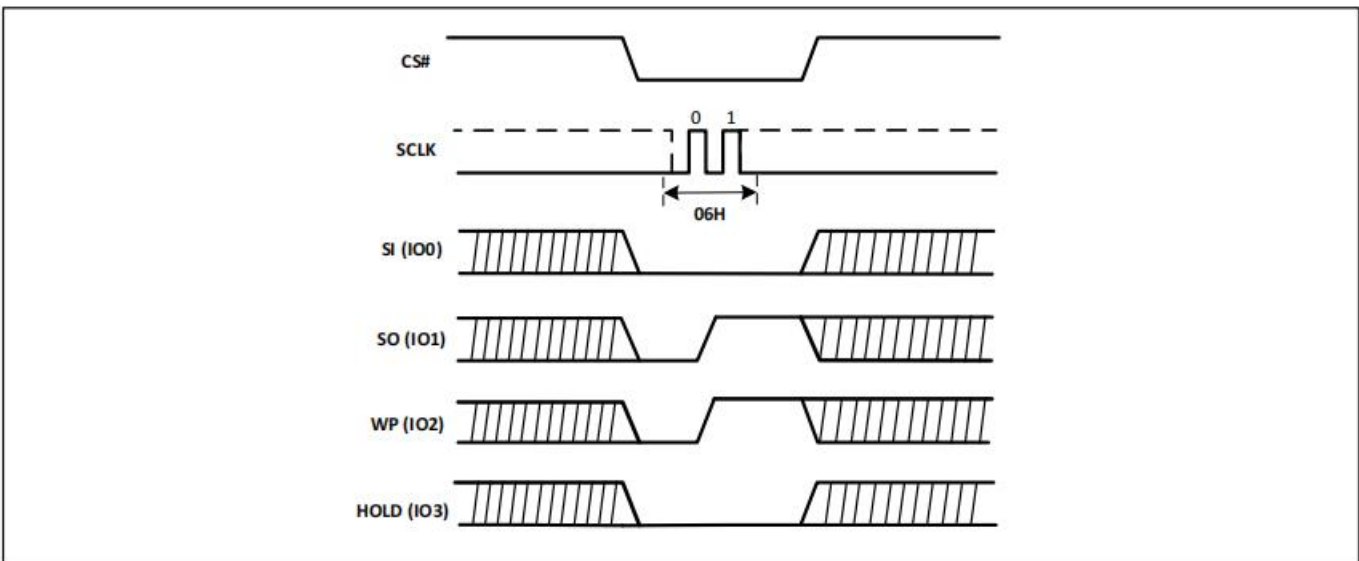 CS#
0 1
SCLK
06H
SI (IO0)
SO (IO1)
WP (IO2)
HOLD (IO3)